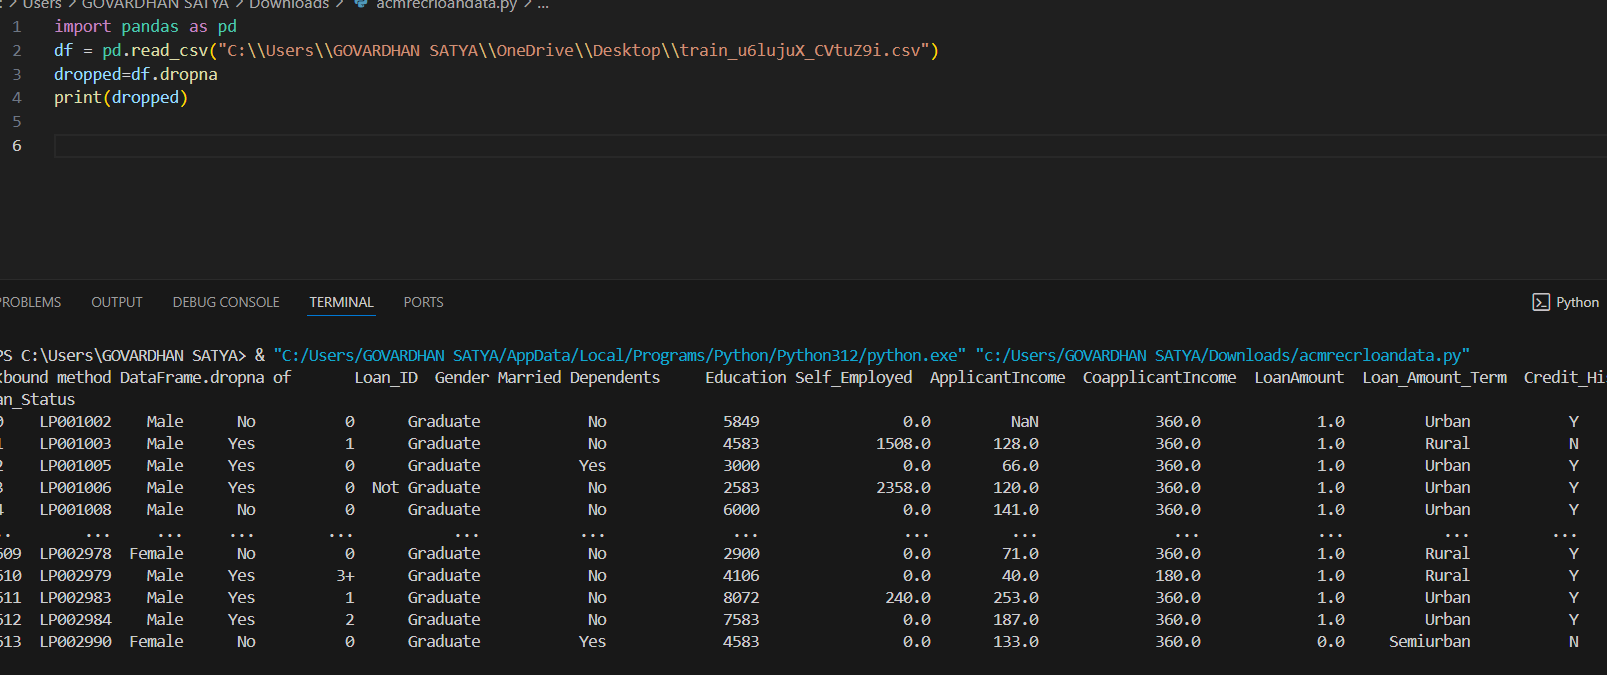 Users > GOVARDHAN SATYA > Downloads > acmrecrloandata.py > ...
1 import pandas as pd
2 df = pd.read_csv("C:\\Users\\GOVARDHAN SATYA\\OneDrive\\Desktop\\train_u6lujuX_CVtuZ9i.csv")
3 dropped=df.dropna
4 print(dropped)
5
6
PROBLEMS OUTPUT DEBUG CONSOLE TERMINAL PORTS Python
PS C:\Users\GOVARDHAN SATYA> & "C:/Users/GOVARDHAN SATYA/AppData/Local/Programs/Python/Python312/python.exe" "c:/Users/GOVARDHAN SATYA/Downloads/acmrecrloandata.py"
<bound method DataFrame.dropna of Loan_ID Gender Married Dependents Education Self_Employed ApplicantIncome CoapplicantIncome LoanAmount Loan_Amount_Term Credit_His
an_Status
0 LP001002 Male No 0 Graduate No 5849 0.0 NaN 360.0 1.0 Urban Y
1 LP001003 Male Yes 1 Graduate No 4583 1508.0 128.0 360.0 1.0 Rural N
2 LP001005 Male Yes 0 Graduate Yes 3000 0.0 66.0 360.0 1.0 Urban Y
3 LP001006 Male Yes 0 Not Graduate No 2583 2358.0 120.0 360.0 1.0 Urban Y
4 LP001008 Male No 0 Graduate No 6000 0.0 141.0 360.0 1.0 Urban Y
.. ... ... ... ... ... ... ... ... ... ... ... ... ...
609 LP002978 Female No 0 Graduate No 2900 0.0 71.0 360.0 1.0 Rural Y
610 LP002979 Male Yes 3+ Graduate No 4106 0.0 40.0 180.0 1.0 Rural Y
611 LP002983 Male Yes 1 Graduate No 8072 240.0 253.0 360.0 1.0 Urban Y
612 LP002984 Male Yes 2 Graduate No 7583 0.0 187.0 360.0 1.0 Urban Y
613 LP002990 Female No 0 Graduate Yes 4583 0.0 133.0 360.0 0.0 Semiurban N